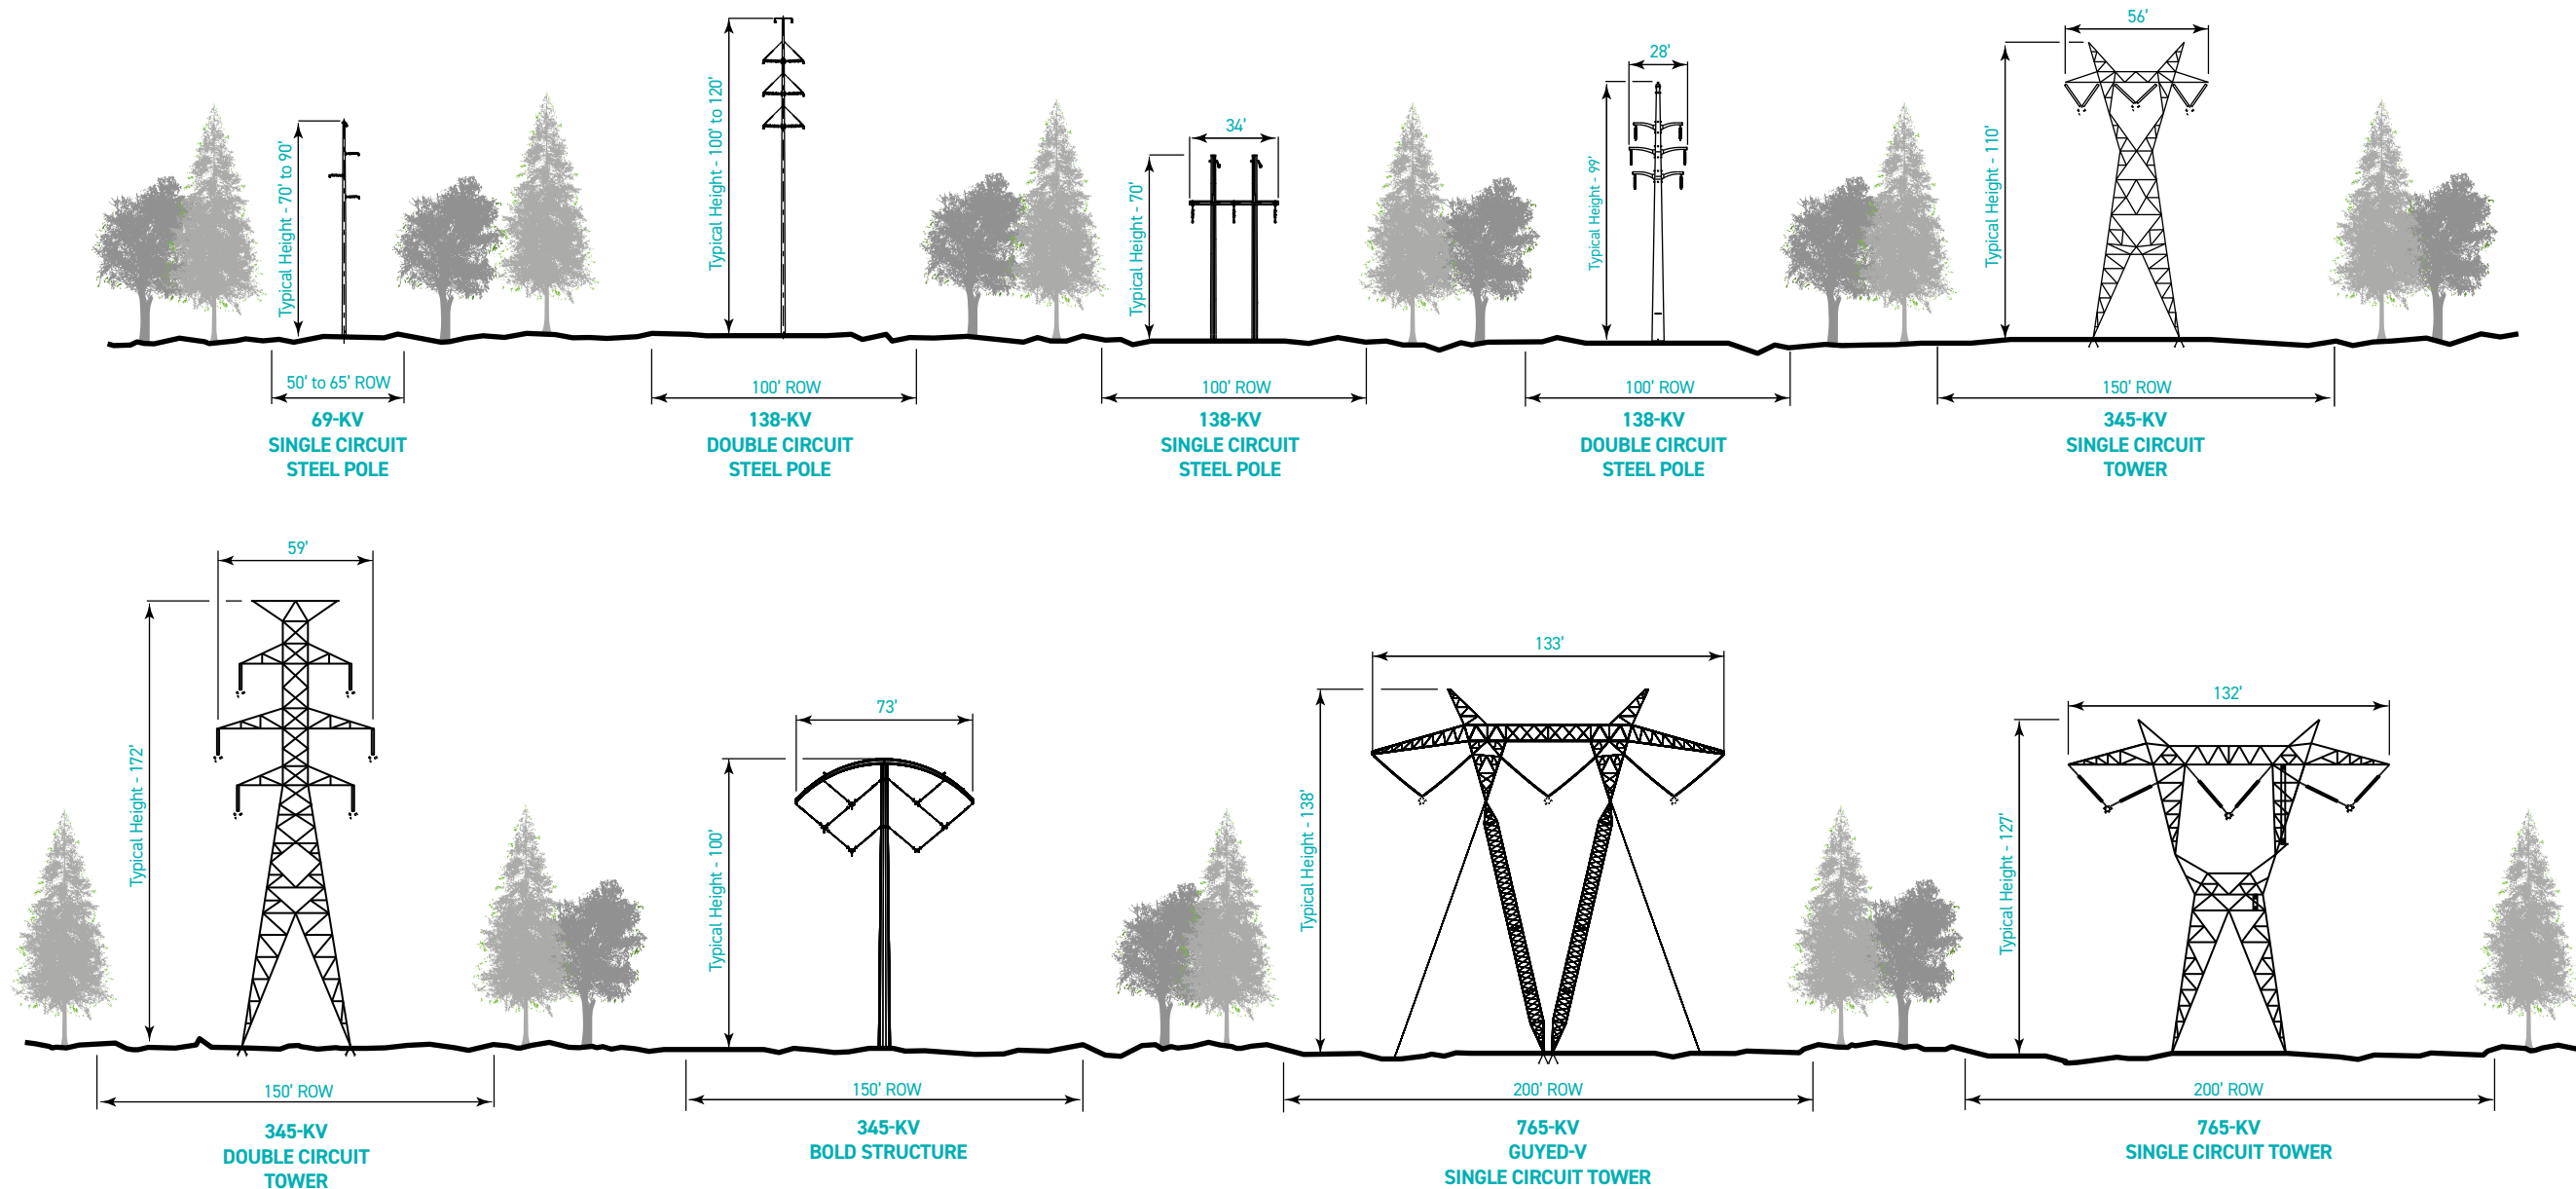 Typical Height - 70' to 90'
50' to 65' ROW
69-KV
SINGLE CIRCUIT
STEEL POLE
Typical Height - 100' to 120'
100' ROW
138-KV
DOUBLE CIRCUIT
STEEL POLE
34'
Typical Height - 70'
100' ROW
138-KV
SINGLE CIRCUIT
STEEL POLE
28'
Typical Height - 99'
100' ROW
138-KV
DOUBLE CIRCUIT
STEEL POLE
56'
Typical Height - 110'
150' ROW
345-KV
SINGLE CIRCUIT
TOWER
59'
Typical Height - 172'
150' ROW
345-KV
DOUBLE CIRCUIT
TOWER
73'
Typical Height - 100'
150' ROW
345-KV
BOLD STRUCTURE
133'
Typical Height - 138'
200' ROW
765-KV
GUYED-V
SINGLE CIRCUIT TOWER
132'
Typical Height - 127'
200' ROW
765-KV
SINGLE CIRCUIT TOWER